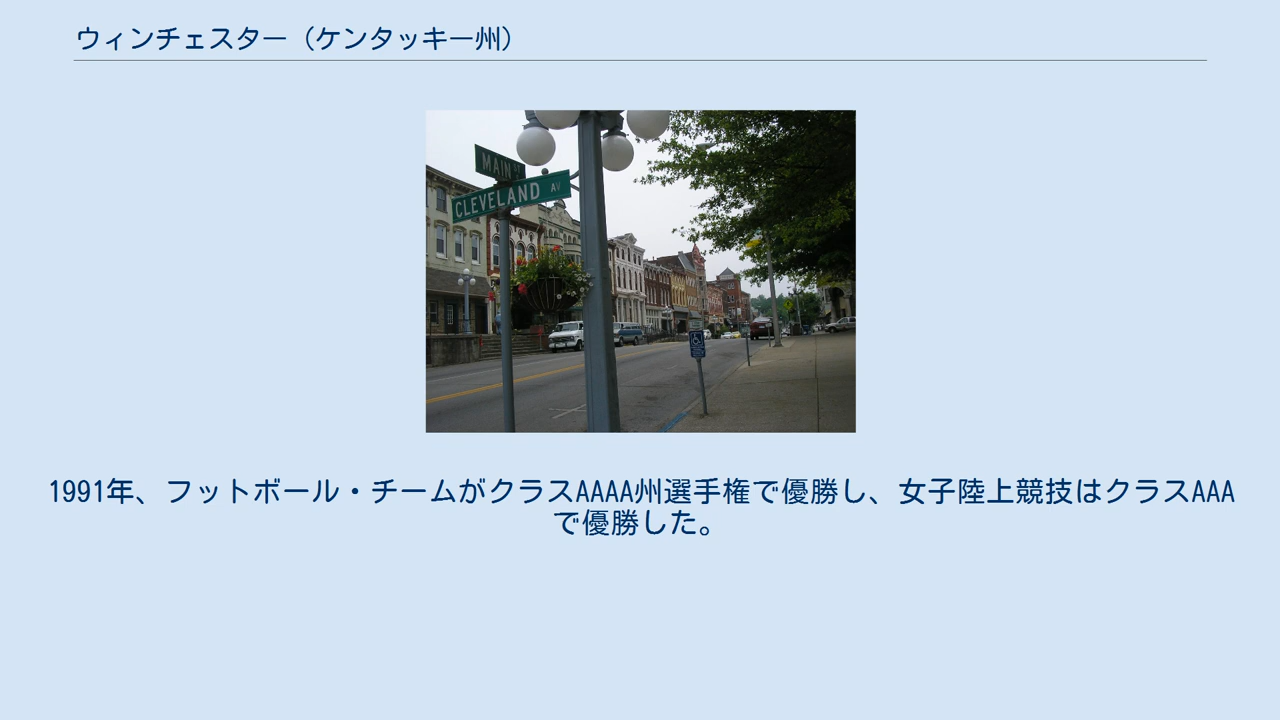 ウィンチェスター（ケンタッキー州）
MAIN ST
CLEVELAND AV
1991年、フットボール・チームがクラスAAAA州選手権で優勝し、女子陸上競技はクラスAAA
で優勝した。